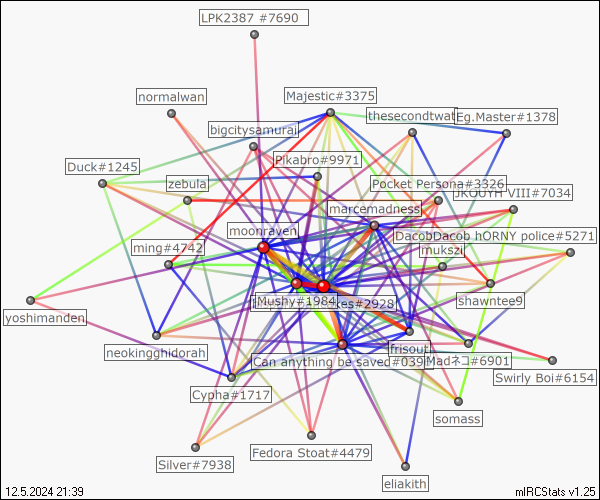 LPK2387 #7690
normalwan
Majestic#3375
thesecondtwat
Eg.Master#1378
bigcitysamurai
Pikabro#9971
Duck#1245
zebula
Pocket Persona#3326
UKOUYH VIII#7034
marcemadness
moonraven
DacobDacob hORNY police#5271
ming#4742
mukszi
shawntee9
Mushy#1984
#2928
yoshimanden
neokingghidorah
Can anything be saved#039
frisout
Madネコ#6901
Swirly Boi#6154
Cypha#1717
somass
Fedora Stoat#4479
Silver#7938
eliakith
12.5.2024 21:39
mIRCStats v1.25